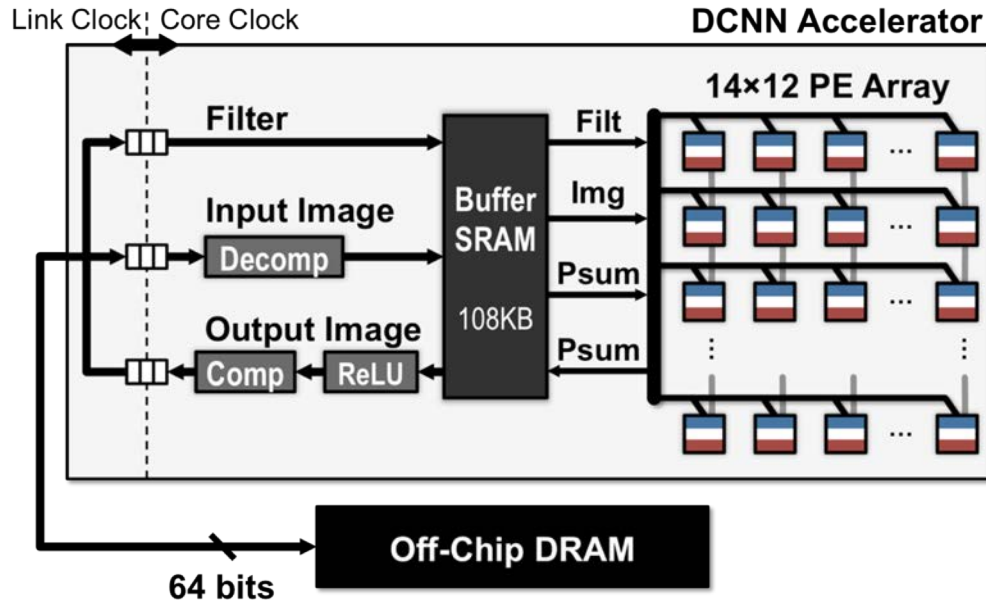 Link Clock
Core Clock
DCNN Accelerator
14×12 PE Array
Filter
Filt
Input Image
Img
Decomp
Buffer
SRAM
108KB
Psum
Output Image
Psum
Comp
ReLU
...
...
...
...
...
...
Off-Chip DRAM
64 bits